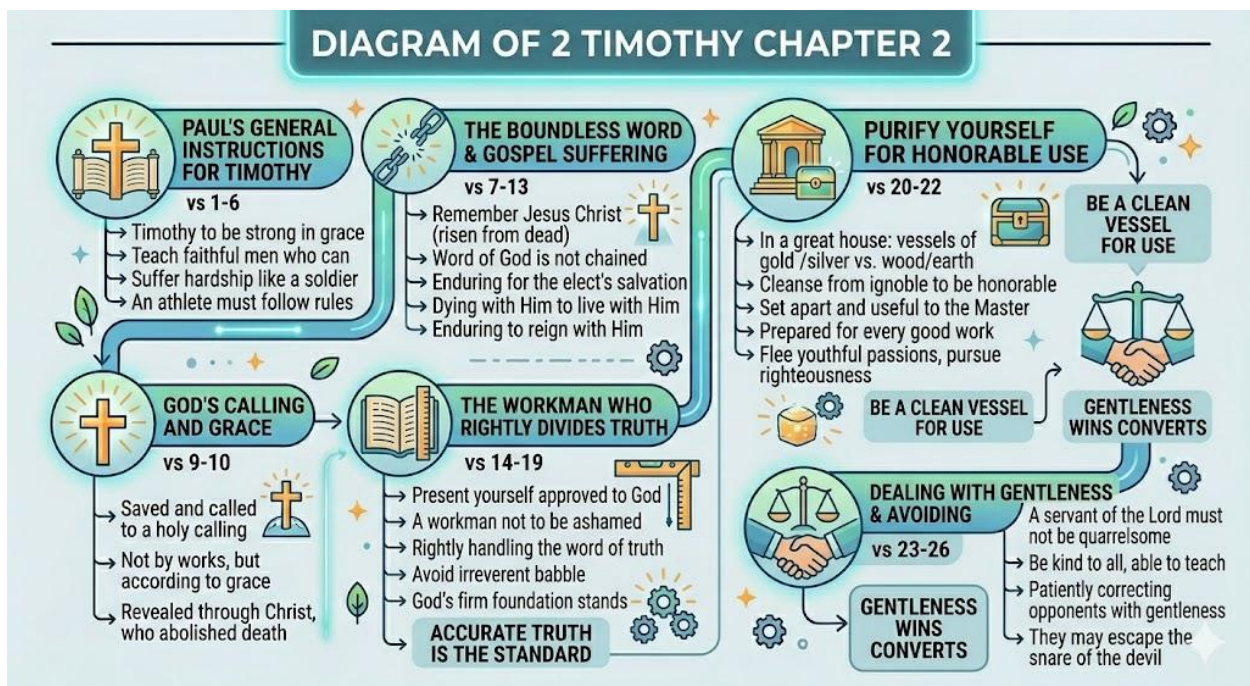 DIAGRAM OF 2 TIMOTHY CHAPTER 2
PAUL'S GENERAL
INSTRUCTIONS
FOR TIMOTHY
vs 1-6
Timothy to be strong in grace
Teach faithful men who can
Suffer hardship like a soldier
An athlete must follow rules
THE BOUNDLESS WORD
& GOSPEL SUFFERING
vs 7-13
Remember Jesus Christ
(risen from dead)
Word of God is not chained
Enduring for the elect's salvation
Dying with Him to live with Him
Enduring to reign with Him
GOD'S CALLING
AND GRACE
vs 9-10
Saved and called
to a holy calling
Not by works, but
according to grace
Revealed through Christ,
who abolished death
THE WORKMAN WHO
RIGHTLY DIVIDES TRUTH
vs 14-19
Present yourself approved to God
A workman not to be ashamed
Rightly handling the word of truth
Avoid irreverent babble
God's firm foundation stands
ACCURATE TRUTH
IS THE STANDARD
PURIFY YOURSELF
FOR HONORABLE USE
vs 20-22
In a great house: vessels of
gold /silver vs. wood/earth
Cleanse from ignoble to be honorable
Set apart and useful to the Master
Prepared for every good work
Flee youthful passions, pursue
righteousness
BE A CLEAN
VESSEL
FOR USE
BE A CLEAN VESSEL
FOR USE
GENTLENESS
WINS CONVERTS
DEALING WITH GENTLENESS
& AVOIDING
vs 23-26
A servant of the Lord must
not be quarrelsome
Be kind to all, able to teach
Patiently correcting
opponents with gentleness
They may escape the
snare of the devil
GENTLENESS
WINS
CONVERTS